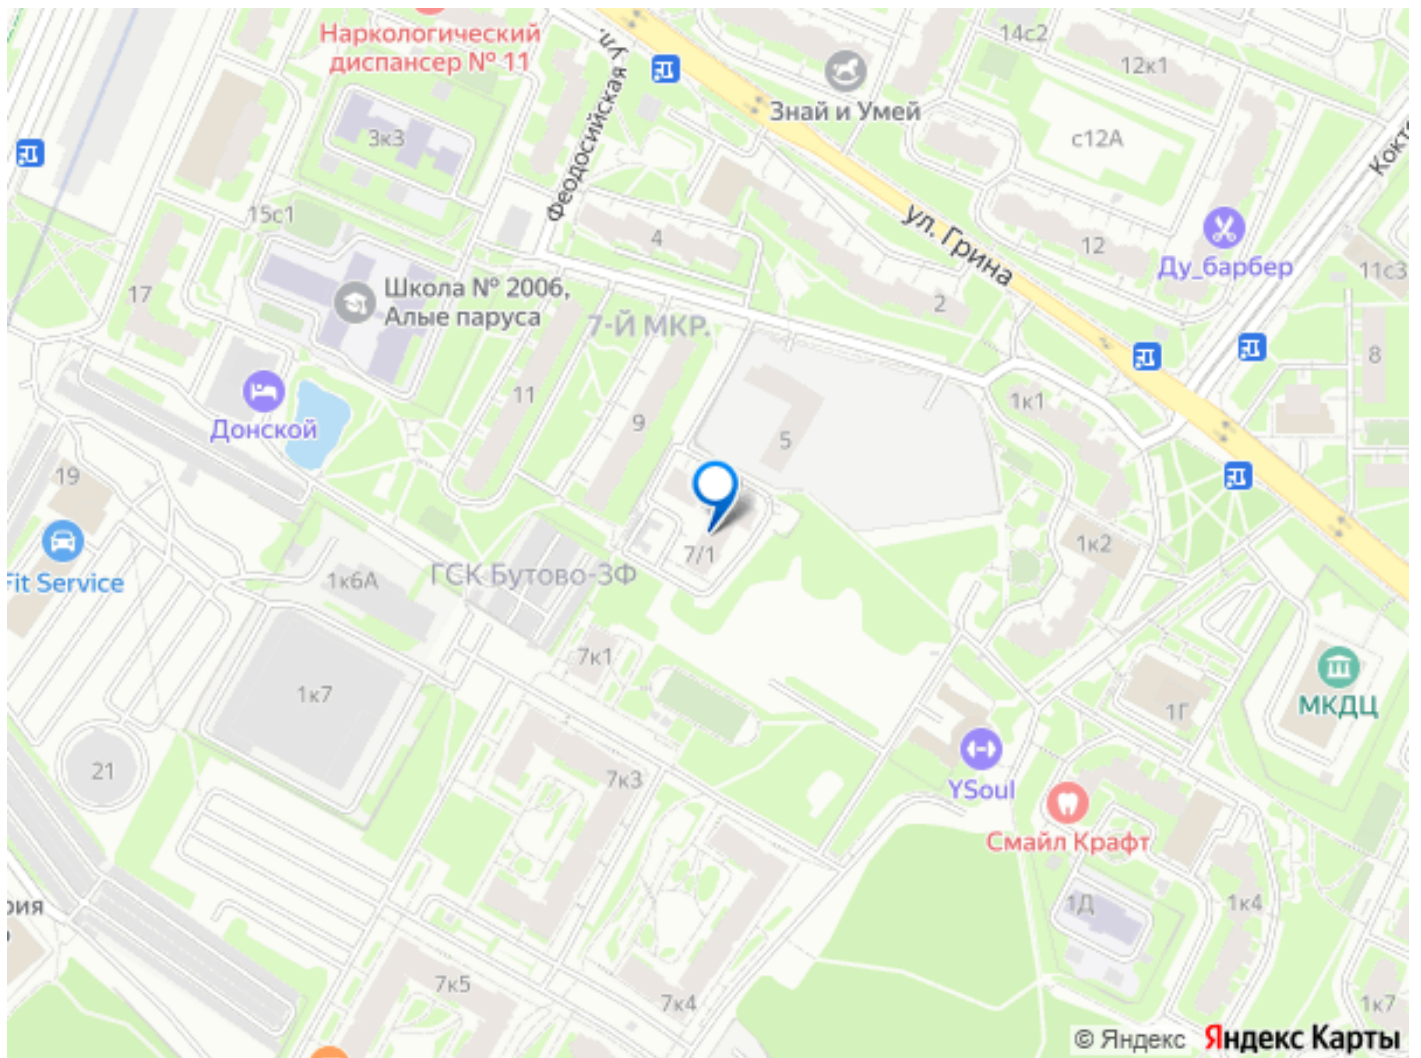 Наркологический
диспансер № 11
14с2
12к1
Знай и Умей
Феодосийская ул.
3к3
с12А
15с1
4
ул. Грина
12
Ду_барбер
11с3
17
Школа № 2006,
Алые паруса
7-Й МКР.
2
8
11
9
1к1
5
Донской
19
Fit Service
1к6А
ГСК Бутово-3Ф
7/1
1к2
7к1
1к7
МКДЦ
1Г
21
7к3
YSoul
Смайл Крафт
1Д
1к4
7к5
7к4
1к7
© Яндекс Яндекс Карты